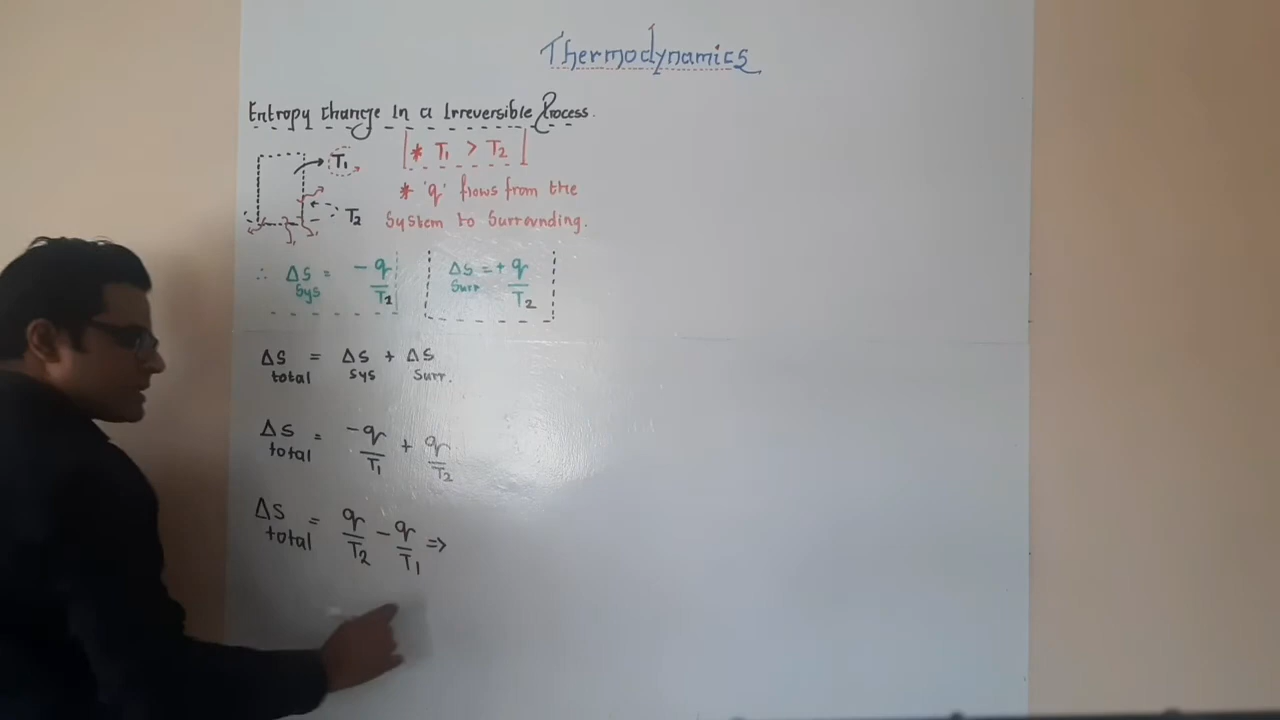 Thermodynamics
Entropy Change In a Irreversible Process.
T₁
* T₁ > T₂
* 'q' flows from the
System to Surrounding.
T₂
∴ ΔS sys = -q/T₁
ΔS surr = + q/T₂
ΔS total = ΔS sys + ΔS surr.
ΔS total = -q/T₁ + q/T₂
ΔS total = q/T₂ - q/T₁ ⇒